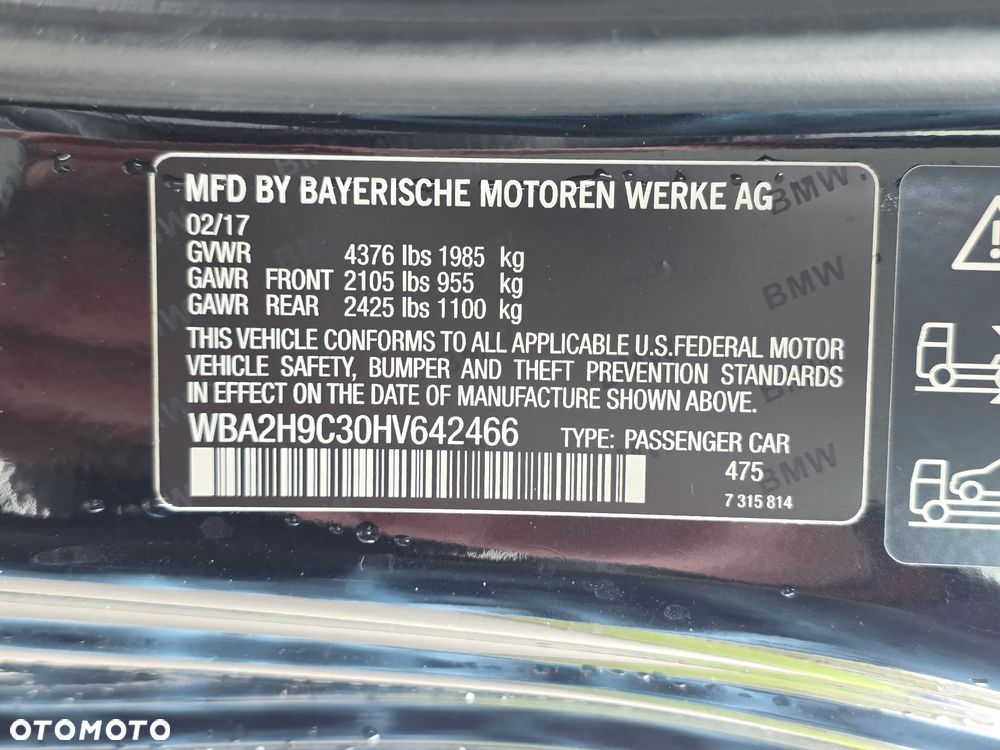 MFD BY BAYERISCHE MOTOREN WERKE AG
02/17
GVWR 4376 lbs 1985 kg
GAWR FRONT 2105 lbs 955 kg
GAWR REAR 2425 lbs 1100 kg
THIS VEHICLE CONFORMS TO ALL APPLICABLE U.S.FEDERAL MOTOR
VEHICLE SAFETY, BUMPER AND THEFT PREVENTION STANDARDS
IN EFFECT ON THE DATE OF MANUFACTURE SHOWN ABOVE.
WBA2H9C30HV642466 TYPE: PASSENGER CAR
475
7 315 814
BMW
BMW
BMW
OTOMOTO